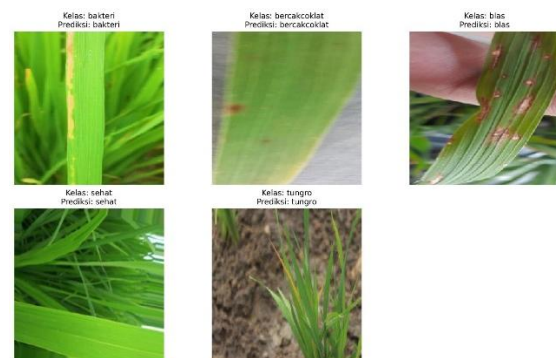 Kelas: bakteri
Prediksi: bakteri
Kelas: bercakcoklat
Prediksi: bercakcoklat
Kelas: blas
Prediksi: blas
Kelas: sehat
Prediksi: sehat
Kelas: tungro
Prediksi: tungro